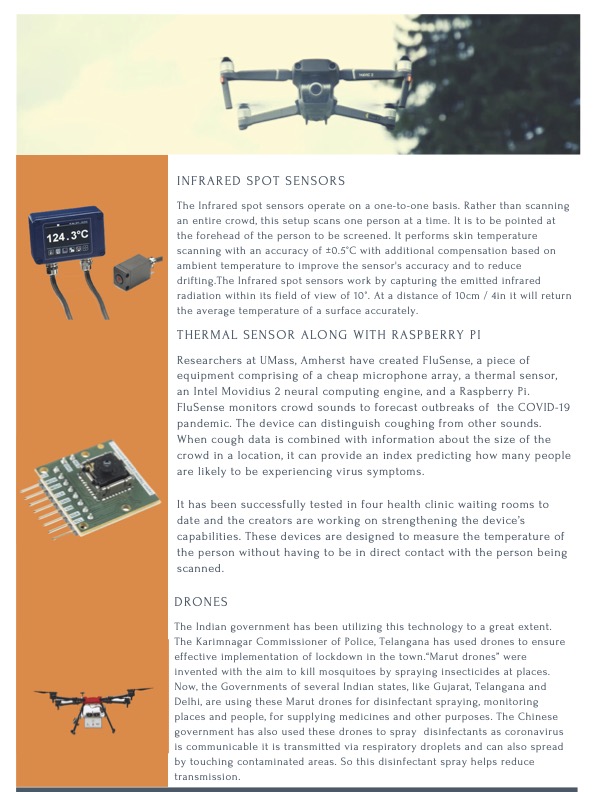 INFRARED SPOT SENSORS
The Infrared spot sensors operate on a one-to-one basis. Rather than scanning
an entire crowd, this setup scans one person at a time. It is to be pointed at
the forehead of the person to be screened. It performs skin temperature
scanning with an accuracy of ±0.5°C with additional compensation based on
ambient temperature to improve the sensor's accuracy and to reduce
drifting.The Infrared spot sensors work by capturing the emitted infrared
radiation within its field of view of 10°. At a distance of 10cm / 4in it will return
the average temperature of a surface accurately.
124.3°C
THERMAL SENSOR ALONG WITH RASPBERRY PI
Researchers at UMass, Amherst have created FluSense, a piece of
equipment comprising of a cheap microphone array, a thermal sensor,
an Intel Movidius 2 neural computing engine, and a Raspberry Pi.
FluSense monitors crowd sounds to forecast outbreaks of the COVID-19
pandemic. The device can distinguish coughing from other sounds.
When cough data is combined with information about the size of the
crowd in a location, it can provide an index predicting how many people
are likely to be experiencing virus symptoms.
It has been successfully tested in four health clinic waiting rooms to
date and the creators are working on strengthening the device's
capabilities. These devices are designed to measure the temperature of
the person without having to be in direct contact with the person being
scanned.
DRONES
The Indian government has been utilizing this technology to a great extent.
The Karimnagar Commissioner of Police, Telangana has used drones to ensure
effective implementation of lockdown in the town.“Marut drones” were
invented with the aim to kill mosquitoes by spraying insecticides at places.
Now, the Governments of several Indian states, like Gujarat, Telangana and
Delhi, are using these Marut drones for disinfectant spraying, monitoring
places and people, for supplying medicines and other purposes. The Chinese
government has also used these drones to spray disinfectants as coronavirus
is communicable it is transmitted via respiratory droplets and can also spread
by touching contaminated areas. So this disinfectant spray helps reduce
transmission.